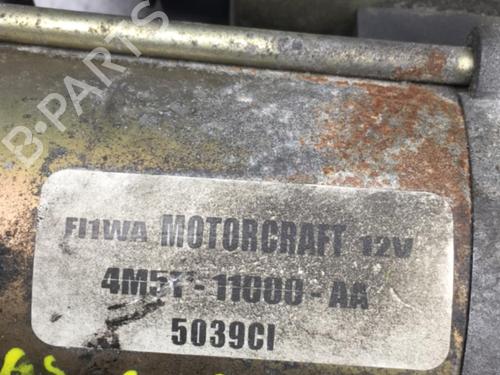 B-PARTS
FI1WA MOTORCRAFT 12V
4M5T-11000-AA
5039CI